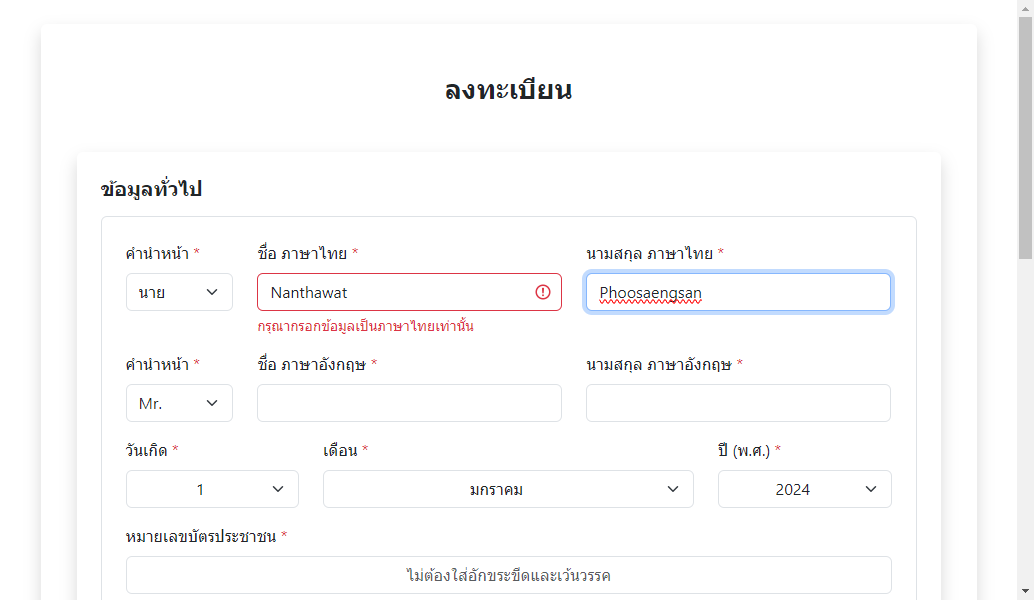 ลงทะเบียน
ข้อมูลทั่วไป
คำนำหน้า * ชื่อ ภาษาไทย * นามสกุล ภาษาไทย *
นาย Nanthawat Phoosaengsan
กรุณากรอกข้อมูลเป็นภาษาไทยเท่านั้น
คำนำหน้า * ชื่อ ภาษาอังกฤษ * นามสกุล ภาษาอังกฤษ *
Mr.
วันเกิด * เดือน * ปี (พ.ศ.) *
1 มกราคม 2024
หมายเลขบัตรประชาชน *
ไม่ต้องใส่อักขระขีดและเว้นวรรค